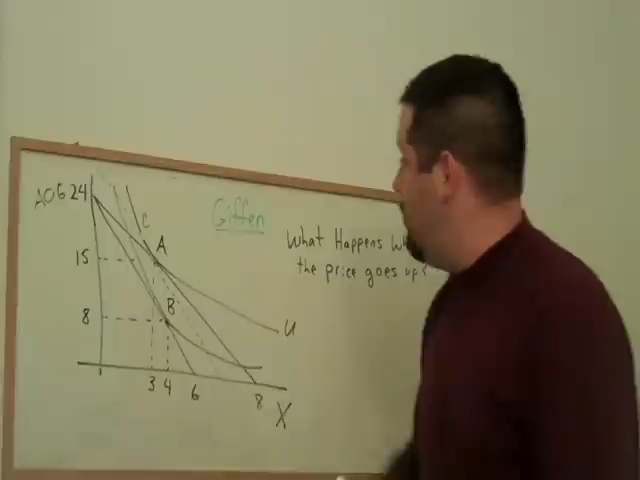 Giffen
What Happens
the price goes up?
AOG 24
C
A
15
B
8
U
3 4 6 8
X